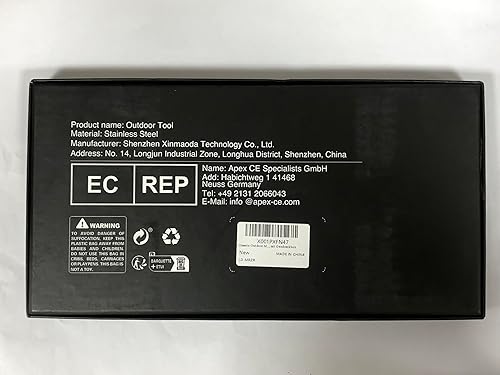 Product name: Outdoor Tool
Material: Stainless Steel
Manufacturer: Shenzhen Xinmaoda Technology Co., Ltd
Address: No. 14, Longjun Industrial Zone, Longhua District, Shenzhen, China
EC REP
Name: Apex CE Specialists GmbH
Add: Habichtweg 1 41468
Neuss Germany
Tel: +49 2131 2066043
E-Mail: info @apex-ce.com
WARNING
TO AVOID DANGER OF
SUFFOCATION, KEEP THIS
PLASTIC BAG AWAY FROM
BABIES AND CHILDREN.
DO NOT USE THIS BAG IN
CRIBS, BEDS, CARRIAGES
OR PLAYPENS. THIS BAG IS
NOT A TOY
BARQUETTE
+ ETUI
X001PXFN47
New
MADE IN CHINA